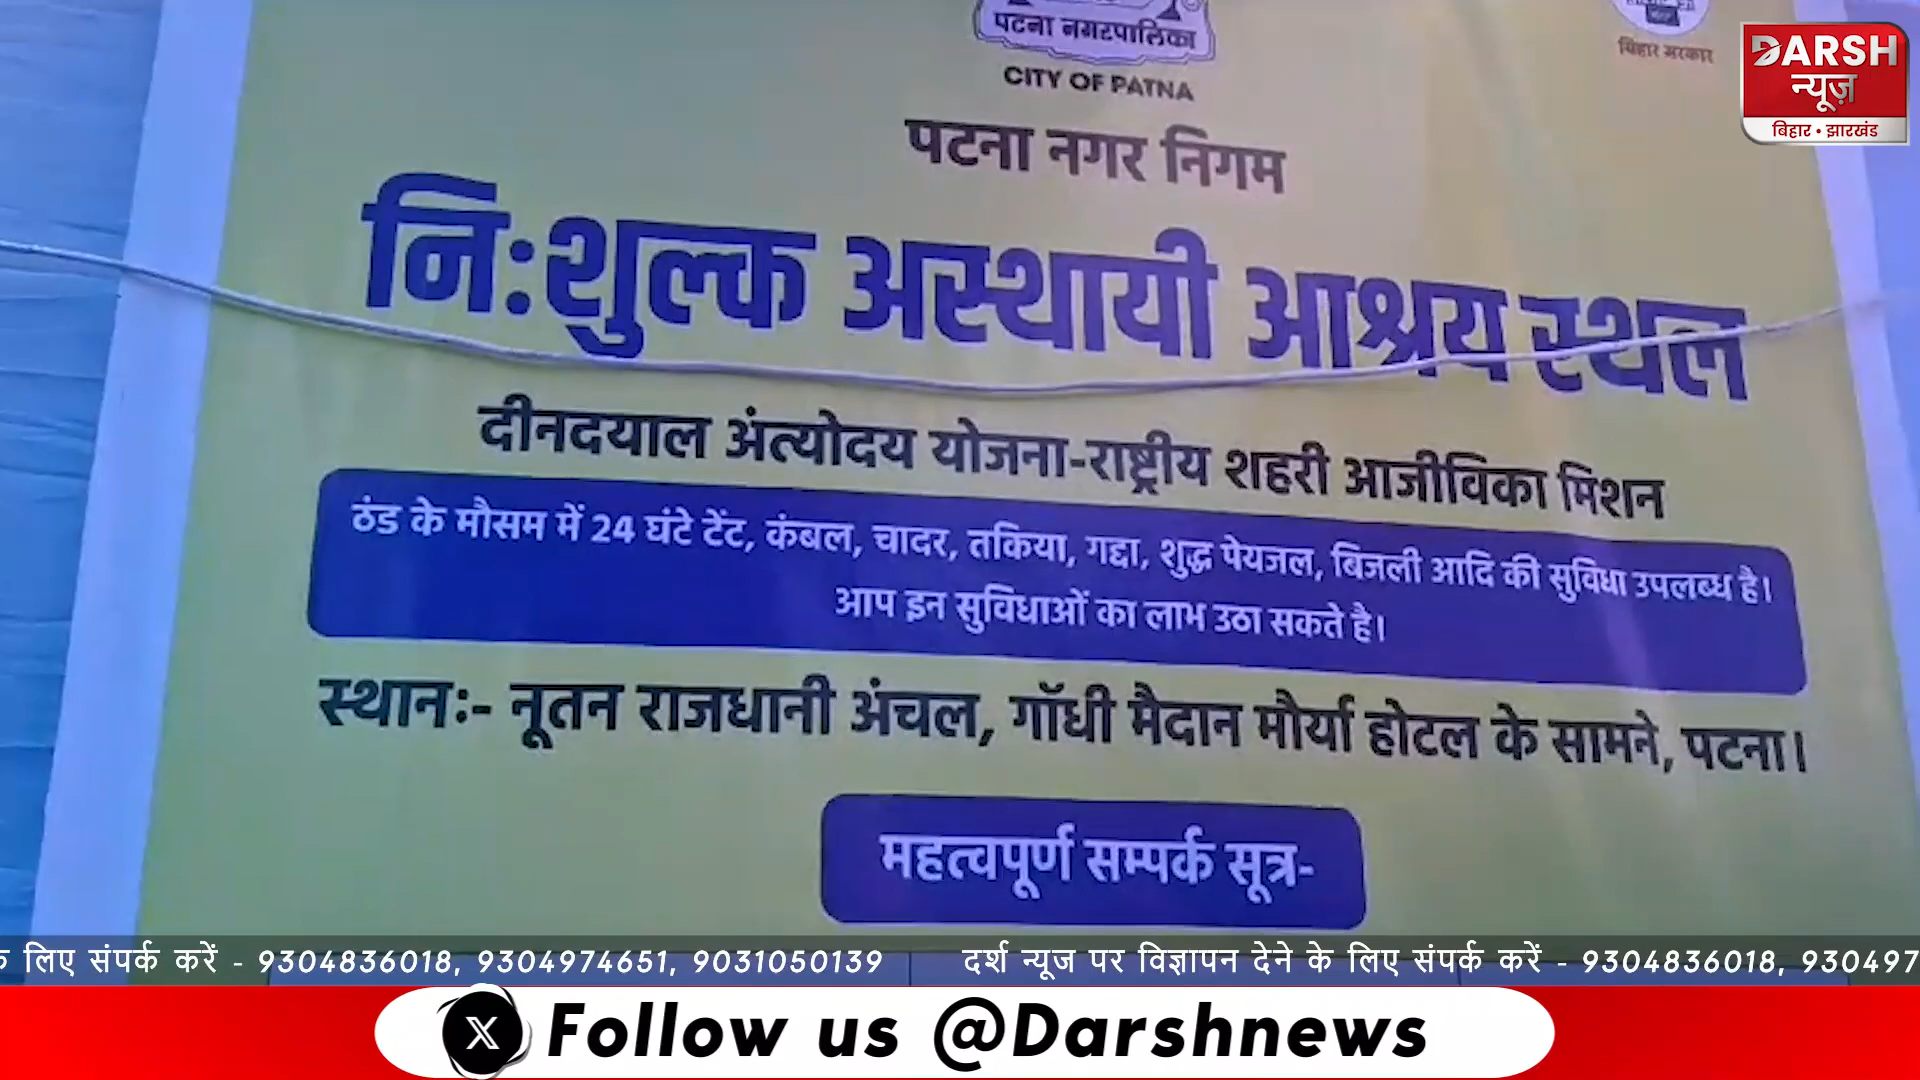 पटना नगरपालिका
CITY OF PATNA
बिहार सरकार
DARSH
न्यूज़
बिहार • झारखंड
पटना नगर निगम
निःशुल्क अस्थायी आश्रय स्थल
दीनदयाल अंत्योदय योजना-राष्ट्रीय शहरी आजीविका मिशन
ठंड के मौसम में 24 घंटे टेंट, कंबल, चादर, तकिया, गद्दा, शुद्ध पेयजल, बिजली आदि की सुविधा उपलब्ध है।
आप इन सुविधाओं का लाभ उठा सकते है।
स्थानः- नूतन राजधानी अंचल, गॉधी मैदान मौर्या होटल के सामने, पटना।
महत्वपूर्ण सम्पर्क सूत्र-
के लिए संपर्क करें - 9304836018, 9304974651, 9031050139 दर्श न्यूज पर विज्ञापन देने के लिए संपर्क करें - 9304836018, 930497
Follow us @Darshnews